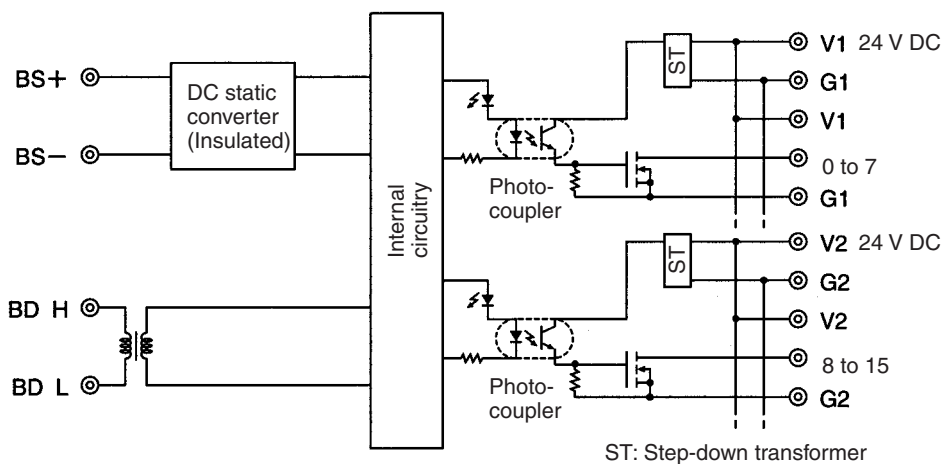 BS+
BS−
DC static
converter
(Insulated)
BD H
BD L
Internal
circuitry
Photo-
coupler
ST
V1 24 V DC
G1
V1
0 to 7
G1
Photo-
coupler
ST
V2 24 V DC
G2
V2
8 to 15
G2
ST: Step-down transformer